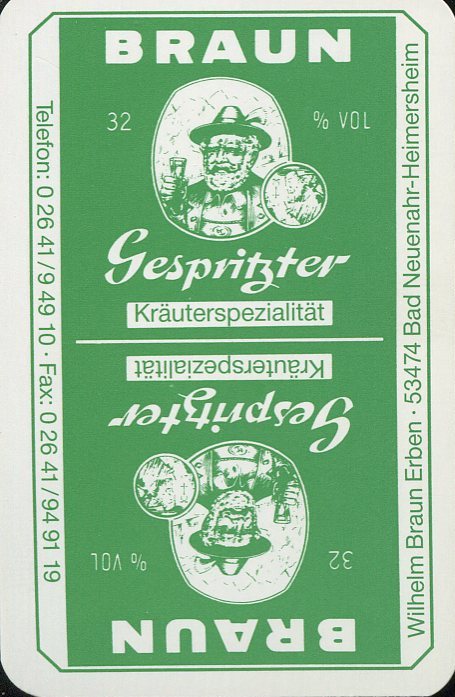 BRAUN
32 % VOL
Gespritzter
Kräuterspezialität
Kräuterspezialität
Gespritzter
32 % VOL
BRAUN
Telefon: 0 26 41/9 49 10 · Fax: 0 26 41/94 91 19
Wilhelm Braun Erben · 53474 Bad Neuenahr-Heimersheim